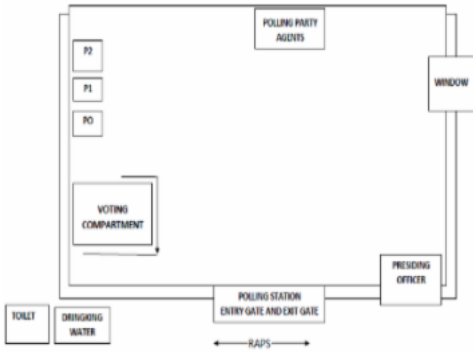 POLLING PARTY
AGENTS
P2
P1
PO
WINDOW
VOTING
COMPARTMENT
PRESIDING
OFFICER
POLLING STATION
ENTRY GATE AND EXIT GATE
TOILET
DRINGKING
WATER
RAPS